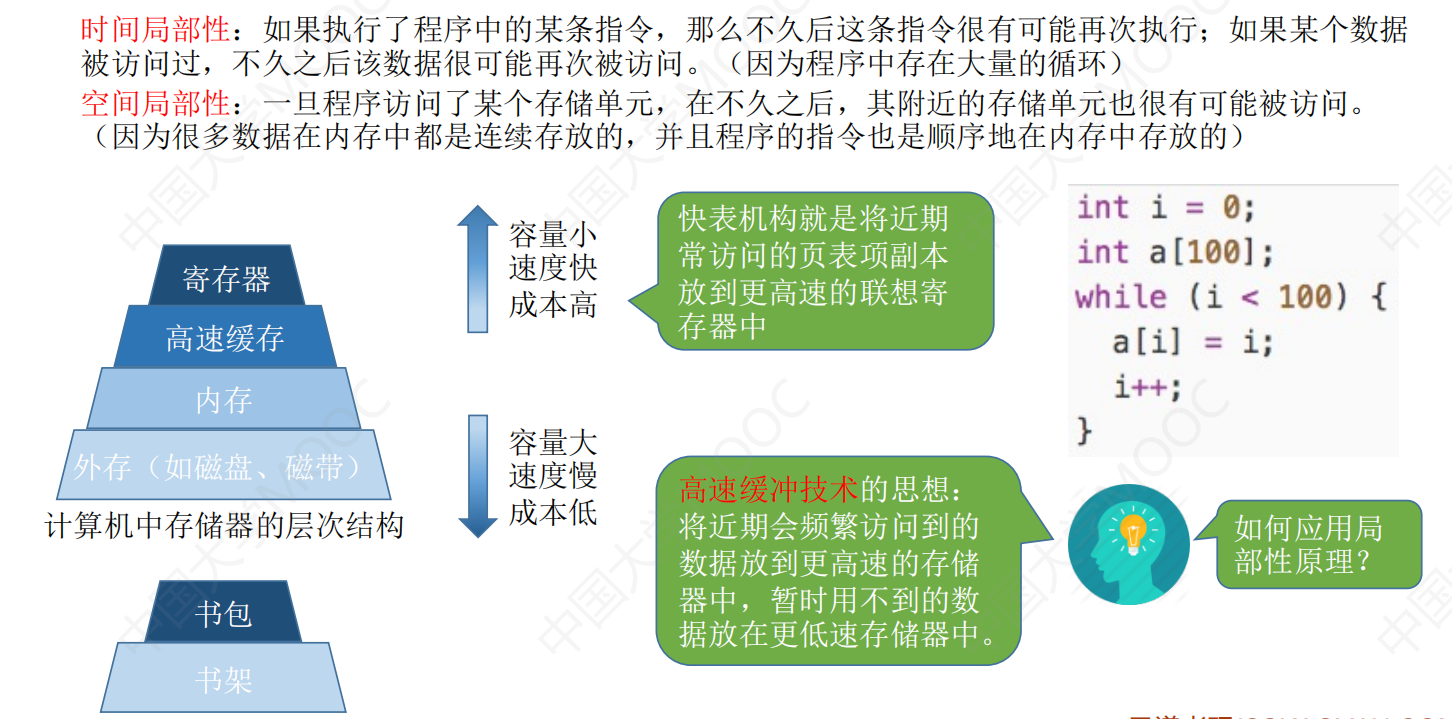 时间局部性：如果执行了程序中的某条指令，那么不久后这条指令很有可能再次执行；如果某个数据
被访问过，不久之后该数据很可能再次被访问。（因为程序中存在大量的循环）
空间局部性：一旦程序访问了某个存储单元，在不久之后，其附近的存储单元也很有可能被访问。
（因为很多数据在内存中都是连续存放的，并且程序的指令也是顺序地在内存中存放的）
寄存器
高速缓存
内存
外存（如磁盘、磁带）
计算机中存储器的层次结构
书包
书架
容量小
速度快
成本高
容量大
速度慢
成本低
快表机构就是将近期
常访问的页表项副本
放到更高速的联想寄
存器中
高速缓冲技术的思想：
将近期会频繁访问到的
数据放到更高速的存储
器中，暂时用不到的数
据放在更低速存储器中。
int i = 0;
int a[100];
while (i < 100) {
a[i] = i;
i++;
}
如何应用局
部性原理？
中国大学MOOC